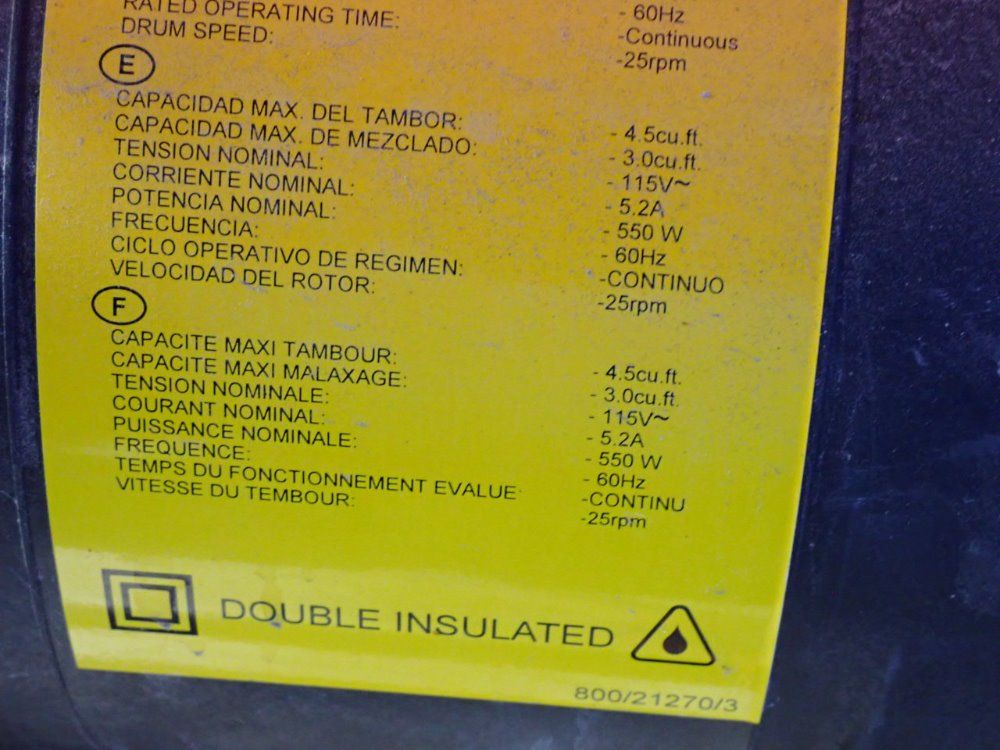 RATED OPERATING TIME: - 60Hz
DRUM SPEED: -Continuous
-25rpm
E
CAPACIDAD MAX. DEL TAMBOR: - 4.5cu.ft.
CAPACIDAD MAX. DE MEZCLADO: - 3.0cu.ft.
TENSION NOMINAL: - 115V~
CORRIENTE NOMINAL: - 5.2A
POTENCIA NOMINAL: - 550 W
FRECUENCIA: - 60Hz
CICLO OPERATIVO DE REGIMEN: -CONTINUO
VELOCIDAD DEL ROTOR: -25rpm
F
CAPACITE MAXI TAMBOUR: - 4.5cu.ft.
CAPACITE MAXI MALAXAGE: - 3.0cu.ft.
TENSION NOMINALE: - 115V~
COURANT NOMINAL: - 5.2A
PUISSANCE NOMINALE: - 550 W
FREQUENCE: - 60Hz
TEMPS DU FONCTIONNEMENT EVALUE: -CONTINU
VITESSE DU TEMBOUR: -25rpm
DOUBLE INSULATED
800/21270/3